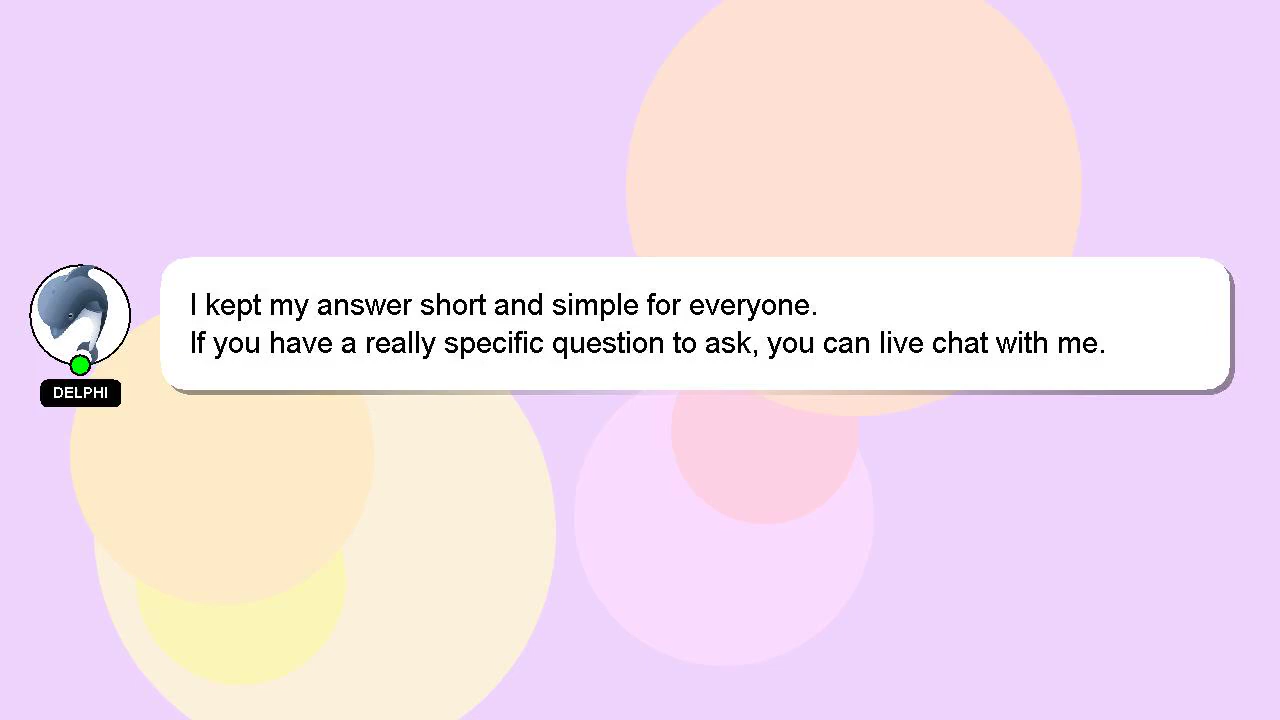 I kept my answer short and simple for everyone.
If you have a really specific question to ask, you can live chat with me.
DELPHI